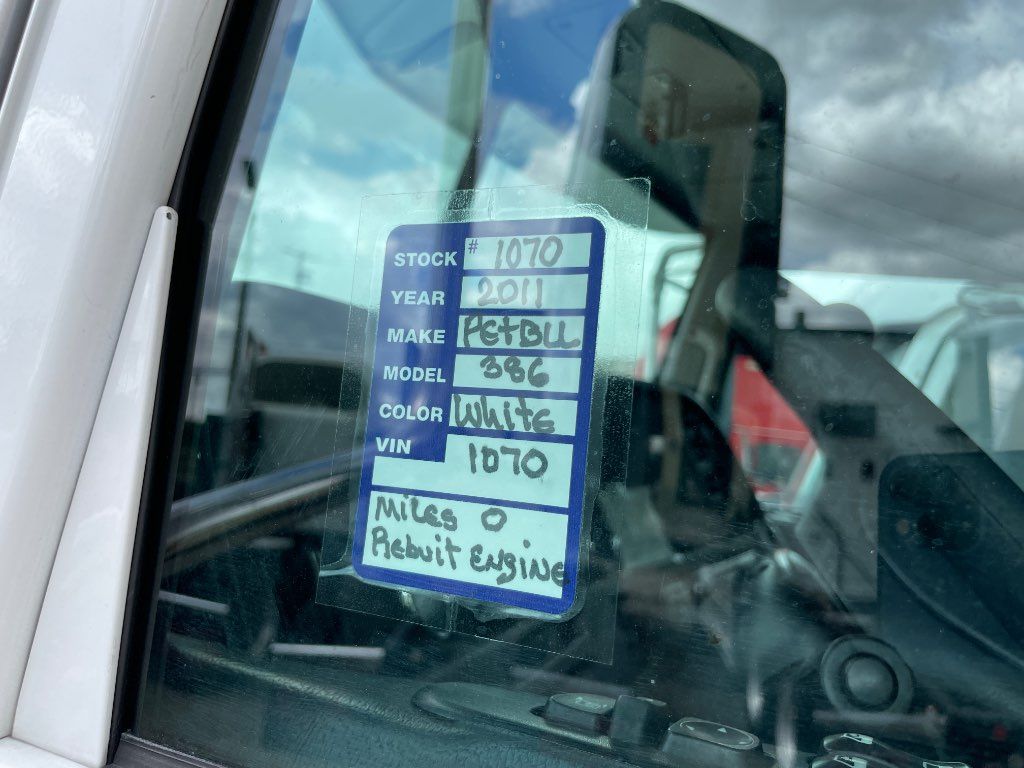 STOCK # 1070
YEAR 2011
MAKE PETBLL
MODEL 386
COLOR White
VIN 1070
Miles 0
Rebuit Engine